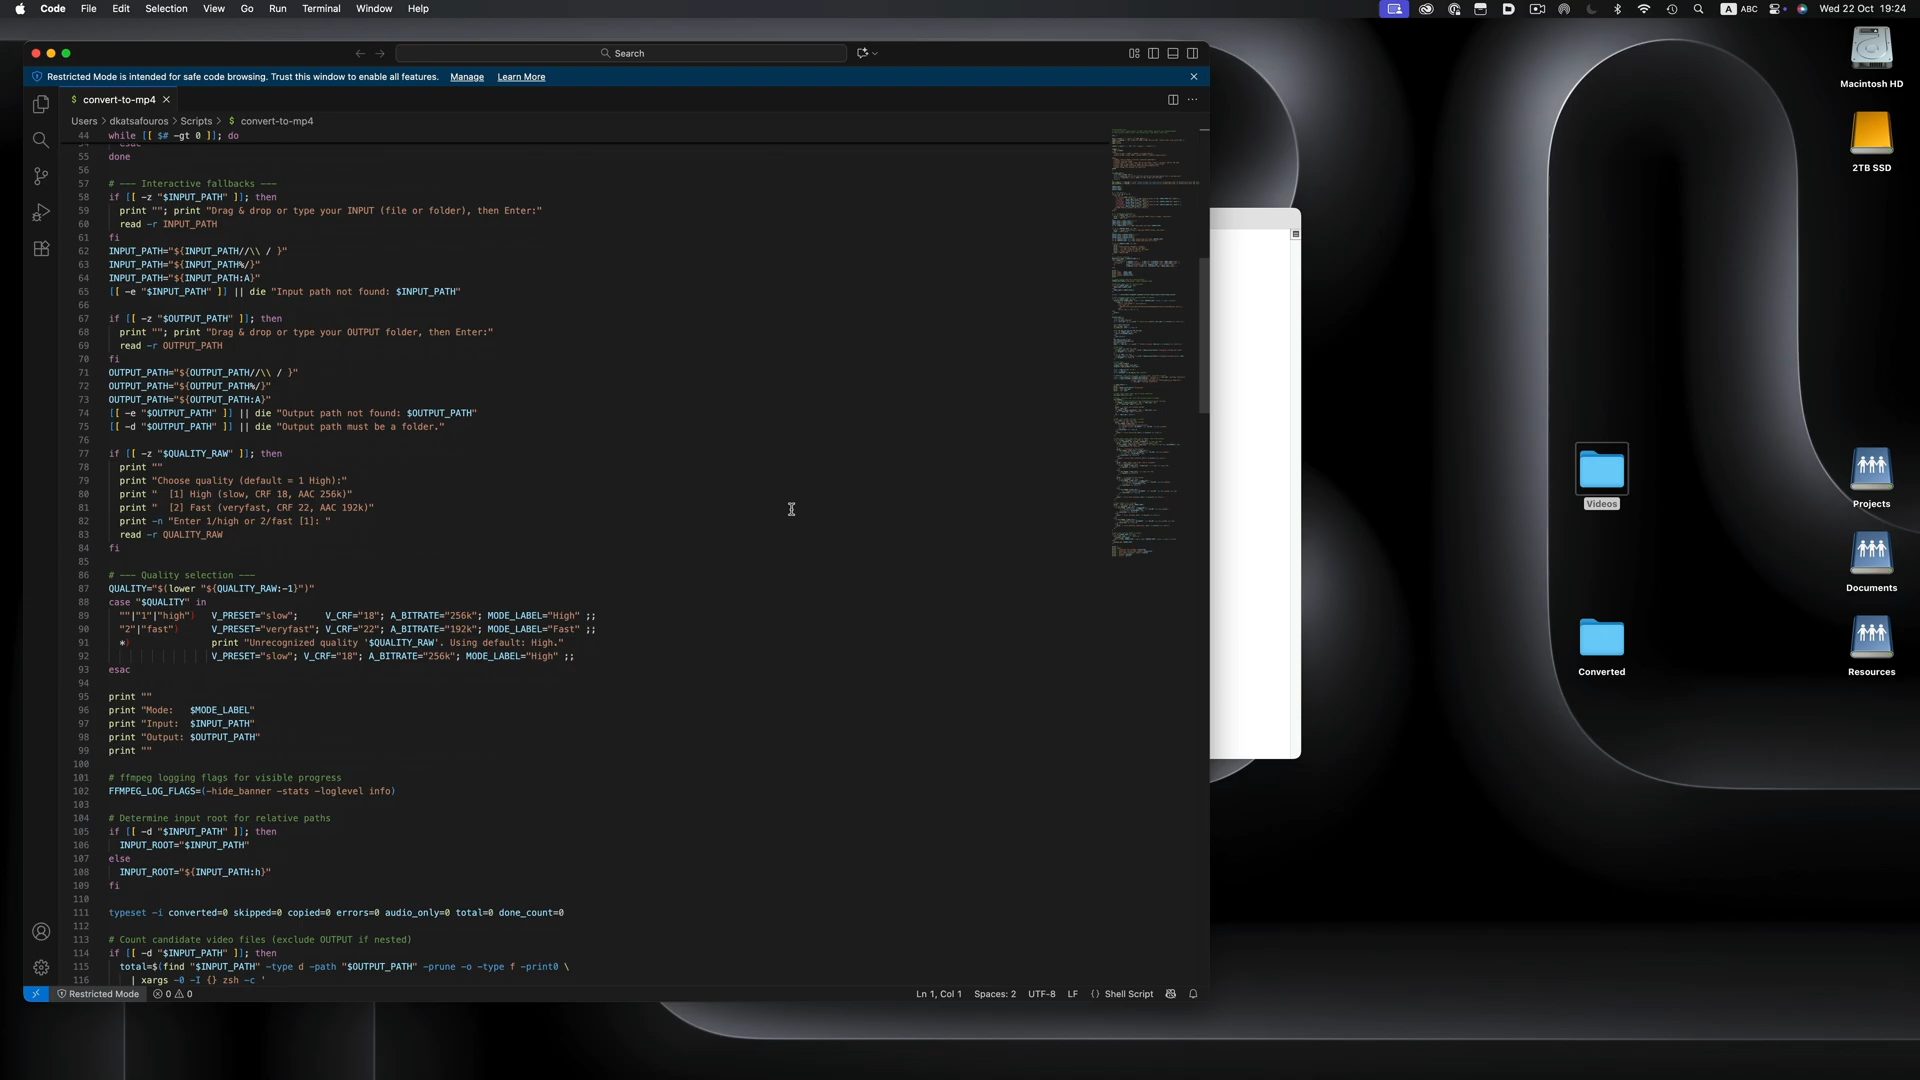 Code File Edit Selection View Go Run Terminal Window Help
A ABC Wed 22 Oct 19:24
Search
Restricted Mode is intended for safe code browsing. Trust this window to enable all features. Manage Learn More
$ convert-to-mp4
Users > dkatsafouros > Scripts > $ convert-to-mp4
44 while [[ $# -gt 0 ]]; do
54 esac
55 done
56
57 # --- Interactive fallbacks ---
58 if [[ -z "$INPUT_PATH" ]]; then
59 print ""; print "Drag & drop or type your INPUT (file or folder), then Enter:"
60 read -r INPUT_PATH
61 fi
62 INPUT_PATH="${INPUT_PATH//\\ / }"
63 INPUT_PATH="${INPUT_PATH%/}"
64 INPUT_PATH="${INPUT_PATH:A}"
65 [[ -e "$INPUT_PATH" ]] || die "Input path not found: $INPUT_PATH"
66
67 if [[ -z "$OUTPUT_PATH" ]]; then
68 print ""; print "Drag & drop or type your OUTPUT folder, then Enter:"
69 read -r OUTPUT_PATH
70 fi
71 OUTPUT_PATH="${OUTPUT_PATH//\\ / }"
72 OUTPUT_PATH="${OUTPUT_PATH%/}"
73 OUTPUT_PATH="${OUTPUT_PATH:A}"
74 [[ -e "$OUTPUT_PATH" ]] || die "Output path not found: $OUTPUT_PATH"
75 [[ -d "$OUTPUT_PATH" ]] || die "Output path must be a folder."
76
77 if [[ -z "$QUALITY_RAW" ]]; then
78 print ""
79 print "Choose quality (default = 1 High):"
80 print "  [1] High (slow, CRF 18, AAC 256k)"
81 print "  [2] Fast (veryfast, CRF 22, AAC 192k)"
82 print -n "Enter 1/high or 2/fast [1]: "
83 read -r QUALITY_RAW
84 fi
85
86 # --- Quality selection ---
87 QUALITY="$(lower "${QUALITY_RAW:-1}")"
88 case "$QUALITY" in
89 ""|"1"|"high") V_PRESET="slow"; V_CRF="18"; A_BITRATE="256k"; MODE_LABEL="High" ;;
90 "2"|"fast") V_PRESET="veryfast"; V_CRF="22"; A_BITRATE="192k"; MODE_LABEL="Fast" ;;
91 *) print "Unrecognized quality '$QUALITY_RAW'. Using default: High."
92 V_PRESET="slow"; V_CRF="18"; A_BITRATE="256k"; MODE_LABEL="High" ;;
93 esac
94
95 print ""
96 print "Mode:   $MODE_LABEL"
97 print "Input:  $INPUT_PATH"
98 print "Output: $OUTPUT_PATH"
99 print ""
100
101 # ffmpeg logging flags for visible progress
102 FFMPEG_LOG_FLAGS=(-hide_banner -stats -loglevel info)
103
104 # Determine input root for relative paths
105 if [[ -d "$INPUT_PATH" ]]; then
106 INPUT_ROOT="$INPUT_PATH"
107 else
108 INPUT_ROOT="${INPUT_PATH:h}"
109 fi
110
111 typeset -i converted=0 skipped=0 copied=0 errors=0 audio_only=0 total=0 done_count=0
112
113 # Count candidate video files (exclude OUTPUT if nested)
114 if [[ -d "$INPUT_PATH" ]]; then
115 total=$(find "$INPUT_PATH" -type d -path "$OUTPUT_PATH" -prune -o -type f -print0 \
116 | xargs -0 -I {} zsh -c '
Restricted Mode 0 0 Ln 1, Col 1 Spaces: 2 UTF-8 LF {} Shell Script
Macintosh HD
2TB SSD
Videos
Projects
Documents
Converted
Resources